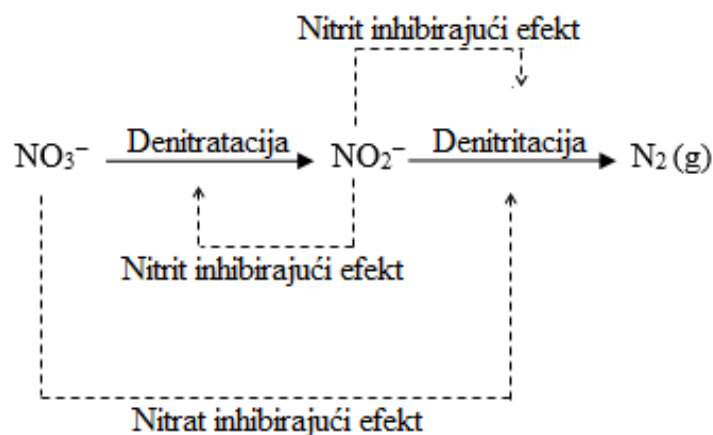 Nitrit inhibirajući efekt
NO₃⁻ Denitratacija NO₂⁻ Denitritacija N₂ (g)
Nitrit inhibirajući efekt
Nitrat inhibirajući efekt